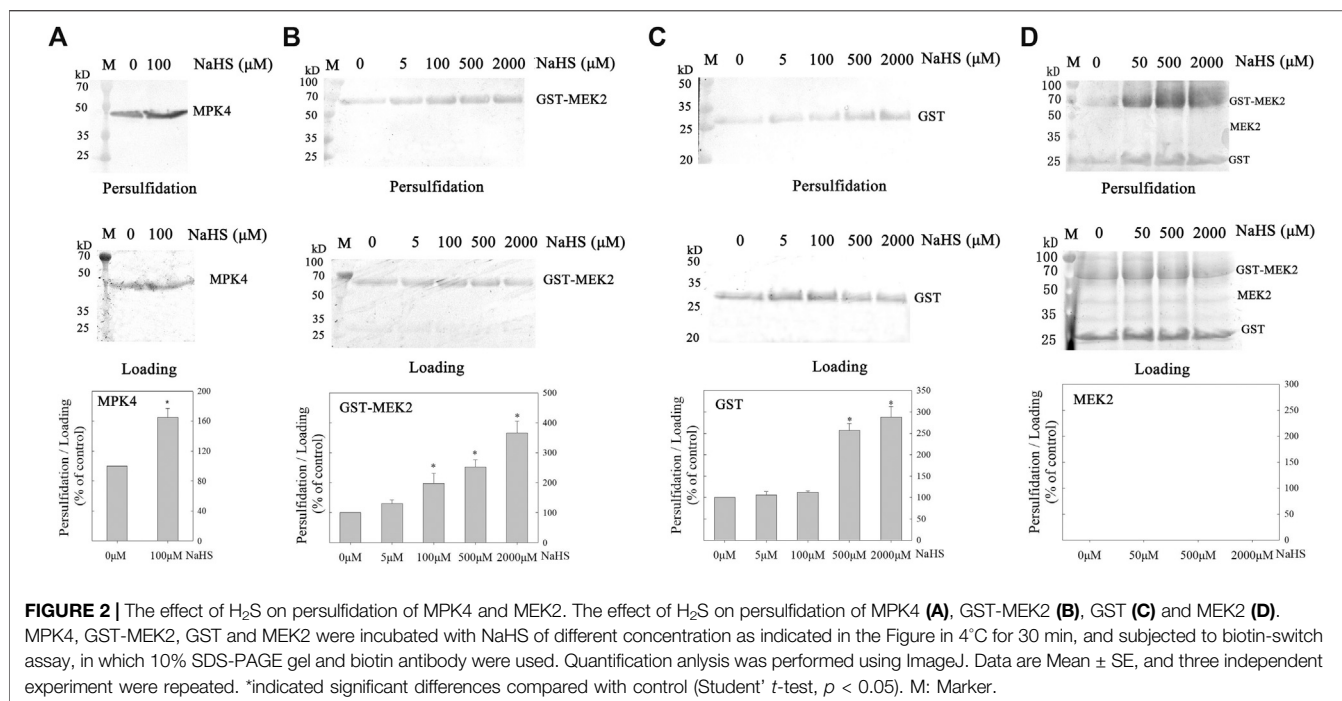 A
M 0 100 NaHS (μM)
kD
70
50
35
25
MPK4
Persulfidation
M 0 100 NaHS (μM)
kD
70
50
35
25
MPK4
Loading
Persulfidation / Loading
(% of control)
MPK4
*
200
160
120
80
40
0
0μM 100μM NaHS
B
M 0 5 100 500 2000 NaHS (μM)
kD
100
70
50
35
25
GST-MEK2
Persulfidation
M 0 5 100 500 2000 NaHS (μM)
kD
70
50
35
25
GST-MEK2
Loading
Persulfidation / Loading
(% of control)
GST-MEK2
* * *
500
400
300
200
100
0
0μM 5μM 100μM 500μM 2000μM NaHS
C
M 0 5 100 500 2000 NaHS (μM)
kD
50
35
25
20
GST
Persulfidation
M 0 5 100 500 2000 NaHS (μM)
kD
50
35
25
20
GST
Loading
Persulfidation / Loading
(% of control)
GST
* *
350
300
250
200
150
100
50
0
0μM 5μM 100μM 500μM 2000μM NaHS
D
M 0 50 500 2000 NaHS (μM)
kD
100
70
50
35
25
GST-MEK2
MEK2
GST
Persulfidation
M 0 50 500 2000 NaHS (μM)
kD
100
70
50
35
25
GST-MEK2
MEK2
GST
Loading
Persulfidation / Loading
(% of control)
MEK2
300
250
200
150
100
50
0
0μM 50μM 500μM 2000μM NaHS
FIGURE 2 | The effect of H₂S on persulfidation of MPK4 and MEK2. The effect of H₂S on persulfidation of MPK4 (A), GST-MEK2 (B), GST (C) and MEK2 (D).
MPK4, GST-MEK2, GST and MEK2 were incubated with NaHS of different concentration as indicated in the Figure in 4°C for 30 min, and subjected to biotin-switch
assay, in which 10% SDS-PAGE gel and biotin antibody were used. Quantification anlysis was performed using ImageJ. Data are Mean ± SE, and three independent
experiment were repeated. *indicated significant differences compared with control (Student' t-test, p < 0.05). M: Marker.